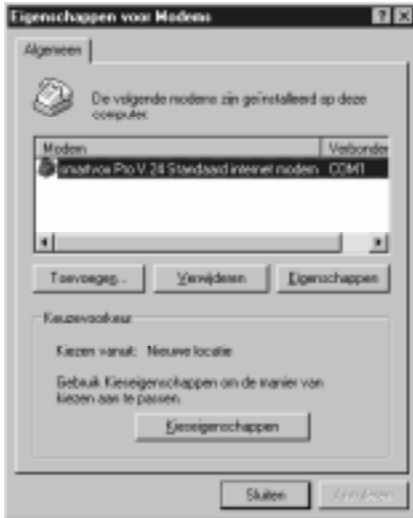 Eigenschappen voor Modems
Algemeen
De volgende modems zijn geïnstalleerd op deze
computer.
Modem Verbonden
smartvox Pro V.24 Standaard internet modem COM1
Toevoegen... Verwijderen Eigenschappen
Keuzevoorkeur
Kiezen vanuit: Nieuwe locatie
Gebruik Kieseigenschappen om de manier van
kiezen aan te passen.
Kieseigenschappen
Sluiten Annuleren